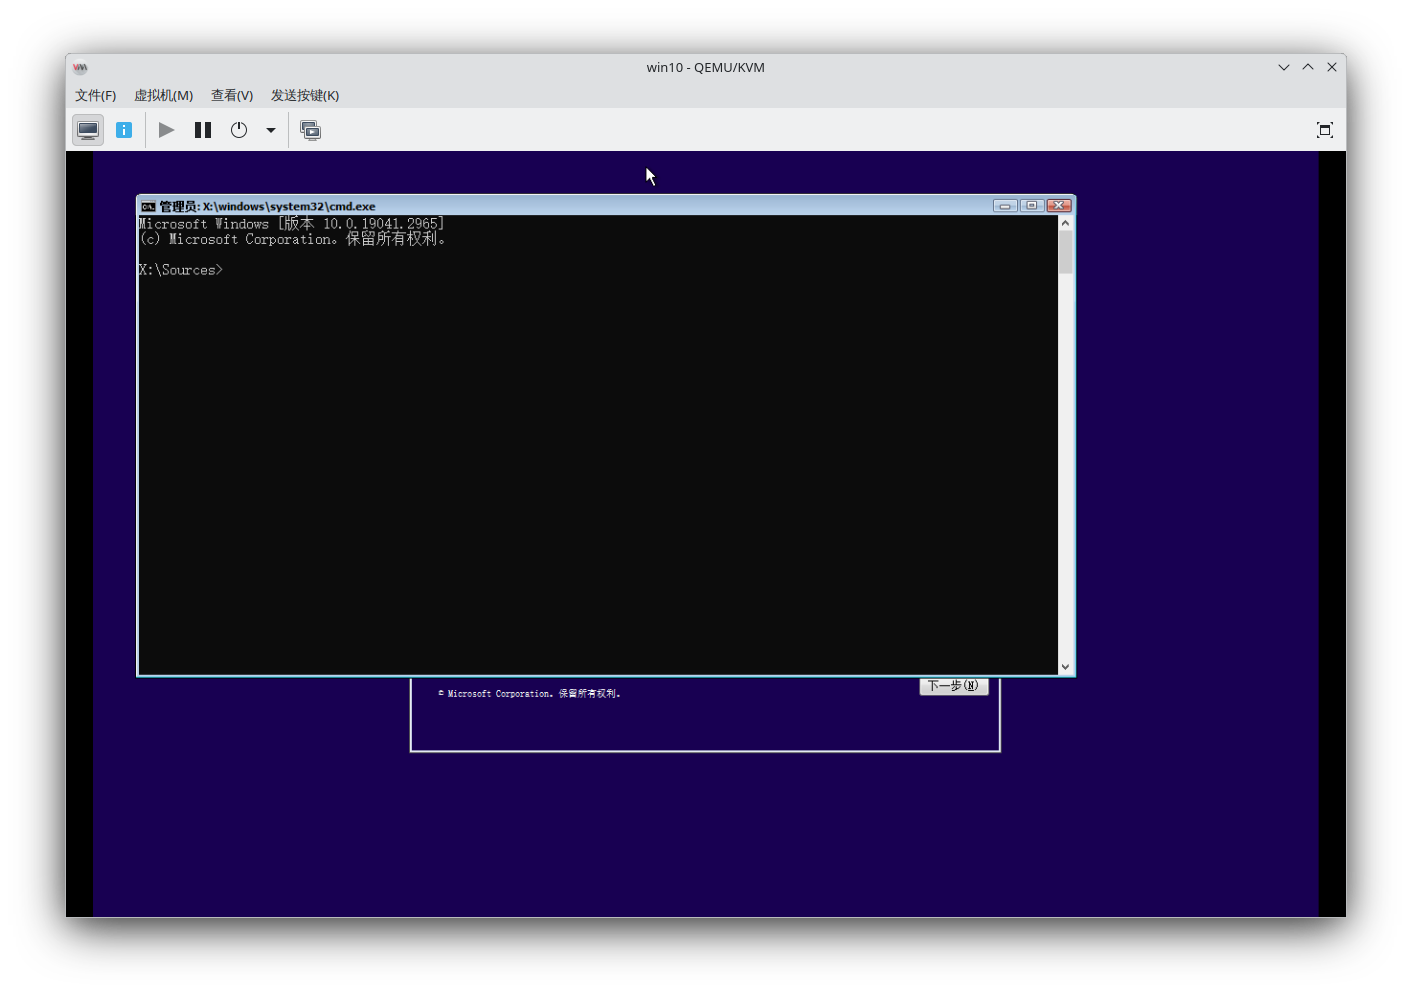 win10 - QEMU/KVM
文件(F) 虚拟机(M) 查看(V) 发送按键(K)
管理员: X:\windows\system32\cmd.exe
Microsoft Windows [版本 10.0.19041.2965]
(c) Microsoft Corporation。保留所有权利。
X:\Sources>
© Microsoft Corporation。保留所有权利。
下一步(N)